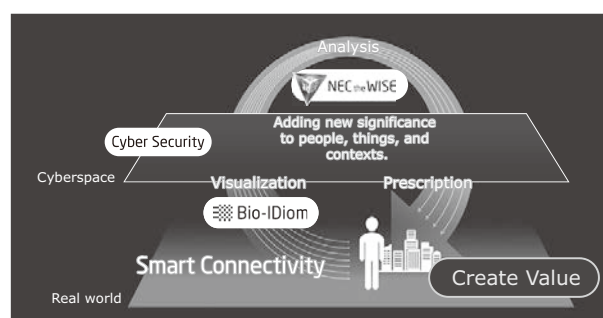 Analysis
NEC the WISE
Adding new significance
to people, things, and
contexts.
Cyber Security
Cyberspace
Visualization
Prescription
Bio-IDiom
Smart Connectivity
Create Value
Real world